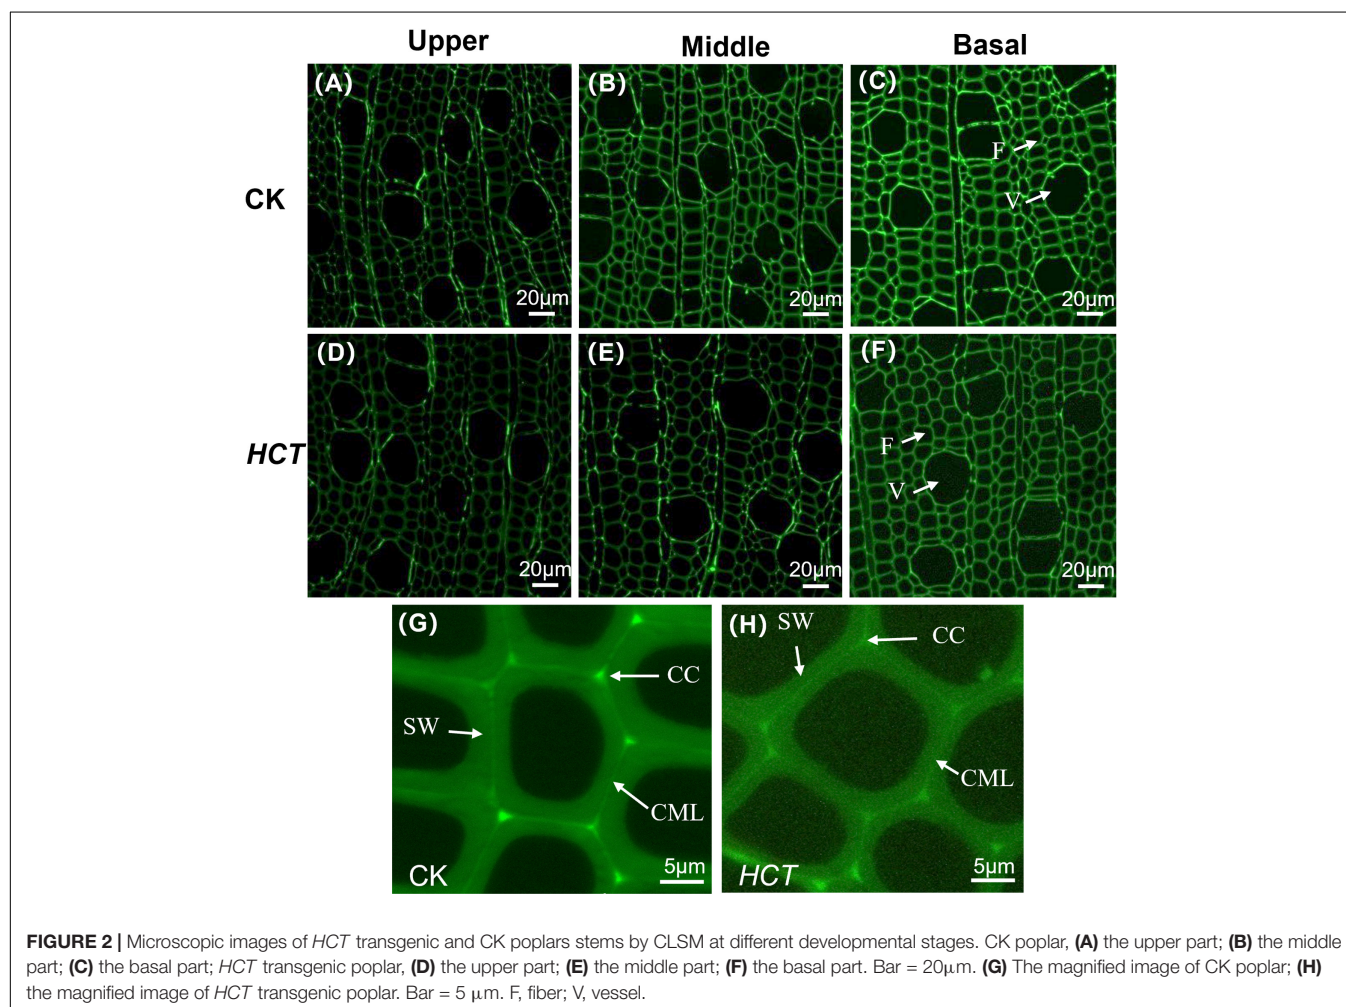 Upper Middle Basal
(A) (B) (C)
F
CK
V
20μm 20μm 20μm
(D) (E) (F)
HCT
F
V
20μm 20μm 20μm
(G) (H) SW
CC CC
SW
CML CML
CK 5μm HCT 5μm
FIGURE 2 | Microscopic images of HCT transgenic and CK poplars stems by CLSM at different developmental stages. CK poplar, (A) the upper part; (B) the middle
part; (C) the basal part; HCT transgenic poplar, (D) the upper part; (E) the middle part; (F) the basal part. Bar = 20μm. (G) The magnified image of CK poplar; (H)
the magnified image of HCT transgenic poplar. Bar = 5 μm. F, fiber; V, vessel.